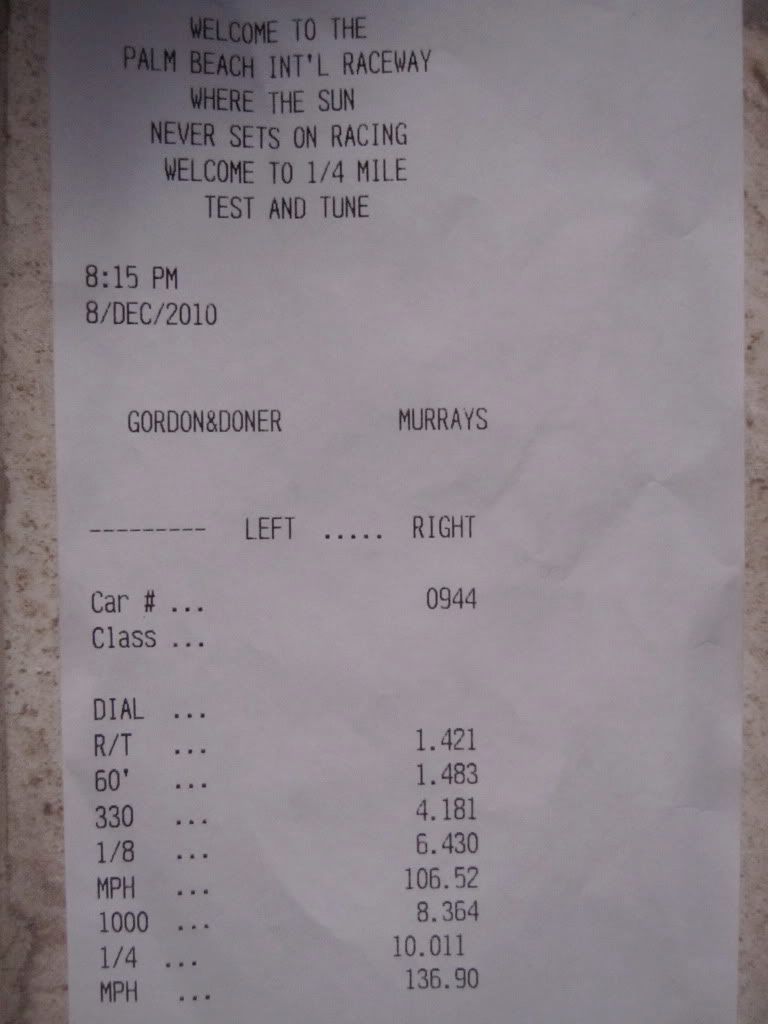 WELCOME TO THE
PALM BEACH INT'L RACEWAY
WHERE THE SUN
NEVER SETS ON RACING
WELCOME TO 1/4 MILE
TEST AND TUNE
8:15 PM
8/DEC/2010
GORDON&DONER MURRAYS
--------- LEFT ..... RIGHT
Car # ... 0944
Class ...
DIAL ...
R/T ... 1.421
60' ... 1.483
330 ... 4.181
1/8 ... 6.430
MPH ... 106.52
1000 ... 8.364
1/4 ... 10.011
MPH ... 136.90